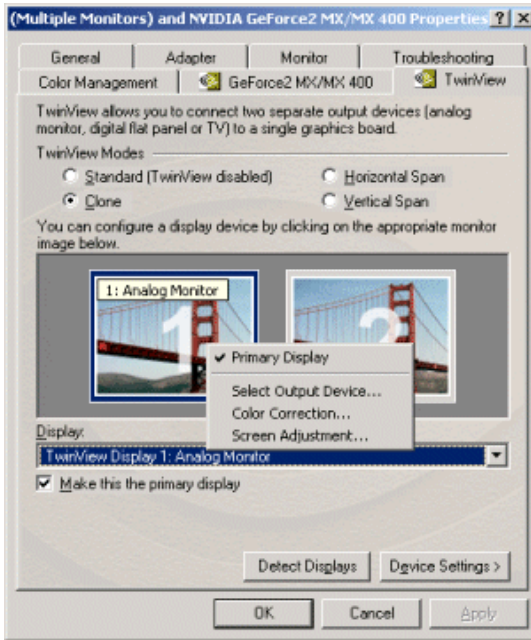 (Multiple Monitors) and NVIDIA GeForce2 MX/MX 400 Properties
General Adapter Monitor Troubleshooting
Color Management GeForce2 MX/MX 400 TwinView
TwinView allows you to connect two separate output devices (analog
monitor, digital flat panel or TV) to a single graphics board.
TwinView Modes
Standard (TwinView disabled) Horizontal Span
Clone Vertical Span
You can configure a display device by clicking on the appropriate monitor
image below.
1: Analog Monitor
1 2
Primary Display
Select Output Device...
Color Correction...
Screen Adjustment...
Display:
TwinView Display 1: Analog Monitor
Make this the primary display
Detect Displays Device Settings >
OK Cancel Apply